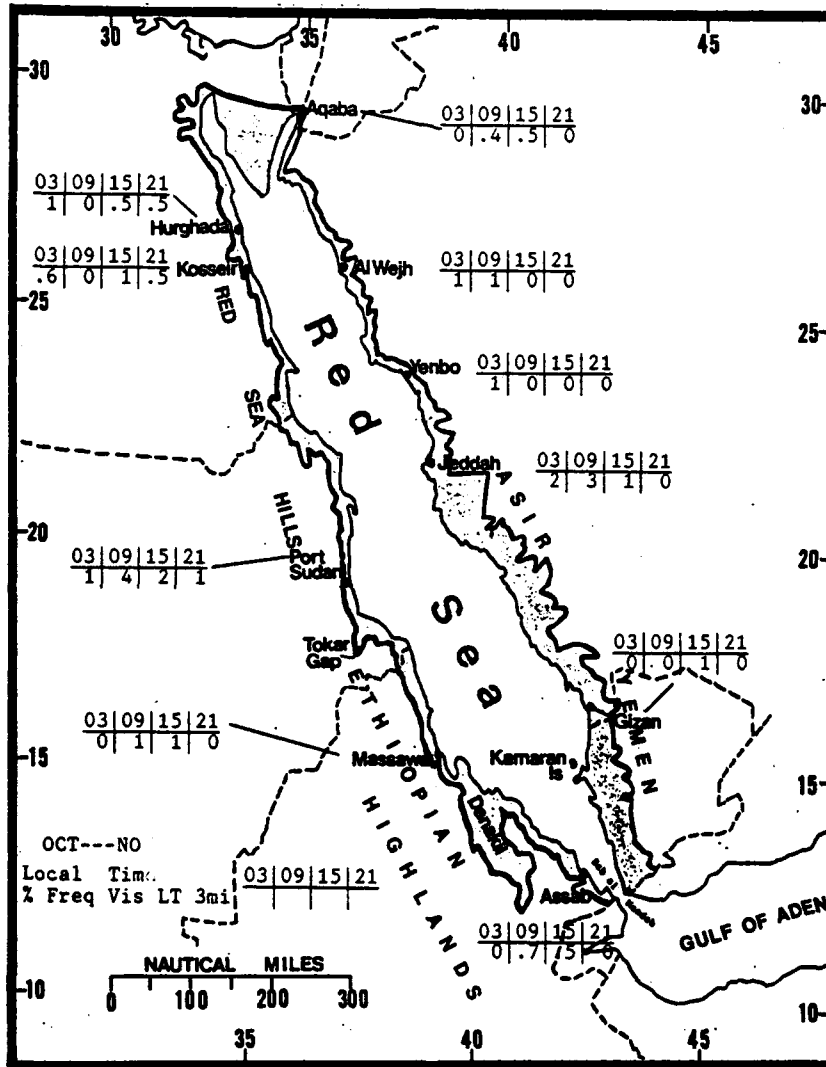 30 35 40 45
30
30
Aqaba
03 09 15 21
0 .4 .5 0
03 09 15 21
1 0 .5 .5
Hurghada
03 09 15 21
.6 0 1 .5
Kosseir
Al Wejh
03 09 15 21
1 1 0 0
25
25
RED SEA HILLS
Red Sea
Yenbo
03 09 15 21
1 0 0 0
Jeddah
03 09 15 21
2 3 1 0
ASIR
20
20
Port
Sudan
03 09 15 21
1 4 2 1
Tokar
Gap
03 09 15 21
0 0 1 0
Gizan
YEMEN
ETHIOPIAN
HIGHLANDS
03 09 15 21
0 1 1 0
Massawa
Kamaran
Is
15
15
Danakil
OCT---NO
Local Time
% Freq Vis LT 3mi
03 09 15 21
Assab
Bab el Mandeb
GULF OF ADEN
03 09 15 21
0 .7 .5
NAUTICAL MILES
0 100 200 300
10
10
35 40 45